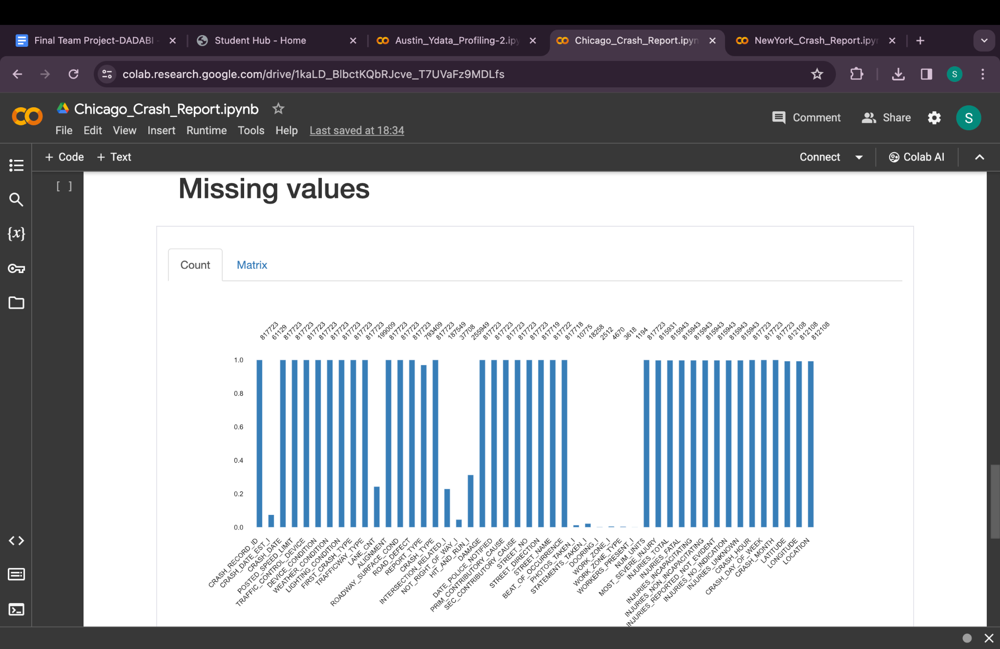 Final Team Project-DADABI
Student Hub - Home
Austin_Ydata_Profiling-2.ipy
Chicago_Crash_Report.ipyn
NewYork_Crash_Report.ipyr
colab.research.google.com/drive/1kaLD_BlbctKQbRJcve_T7UVaFz9MDLfs
S
Chicago_Crash_Report.ipynb
Comment
Share
S
File Edit View Insert Runtime Tools Help Last saved at 18:34
+ Code + Text
Connect
Colab AI
[ ]
{x}
Missing values
Count
Matrix
817723
61129
817723
817723
817723
817723
817723
817723
817723
817723
199009
817723
817723
817723
793409
817723
187549
37708
255949
817723
817723
817723
817723
817723
817719
817722
817718
10775
18258
2512
4670
3618
1194
817723
815931
815943
815943
815943
815943
815943
815943
815943
817723
817723
817723
812108
812108
812108
1.0
0.8
0.6
0.4
0.2
0.0
CRASH_RECORD_ID
CRASH_DATE_EST_I
CRASH_DATE
POSTED_SPEED_LIMIT
TRAFFIC_CONTROL_DEVICE
DEVICE_CONDITION
WEATHER_CONDITION
LIGHTING_CONDITION
FIRST_CRASH_TYPE
TRAFFICWAY_TYPE
LANE_CNT
ALIGNMENT
ROADWAY_SURFACE_COND
ROAD_DEFECT
REPORT_TYPE
CRASH_TYPE
INTERSECTION_RELATED_I
NOT_RIGHT_OF_WAY_I
HIT_AND_RUN_I
DAMAGE
DATE_POLICE_NOTIFIED
PRIM_CONTRIBUTORY_CAUSE
SEC_CONTRIBUTORY_CAUSE
STREET_NO
STREET_DIRECTION
STREET_NAME
BEAT_OF_OCCURRENCE
PHOTOS_TAKEN_I
STATEMENTS_TAKEN_I
DOORING_I
WORK_ZONE_I
WORK_ZONE_TYPE
WORKERS_PRESENT_I
NUM_UNITS
MOST_SEVERE_INJURY
INJURIES_TOTAL
INJURIES_FATAL
INJURIES_INCAPACITATING
INJURIES_NON_INCAPACITATING
INJURIES_REPORTED_NOT_EVIDENT
INJURIES_NO_INDICATION
INJURIES_UNKNOWN
CRASH_HOUR
CRASH_DAY_OF_WEEK
CRASH_MONTH
LATITUDE
LONGITUDE
LOCATION